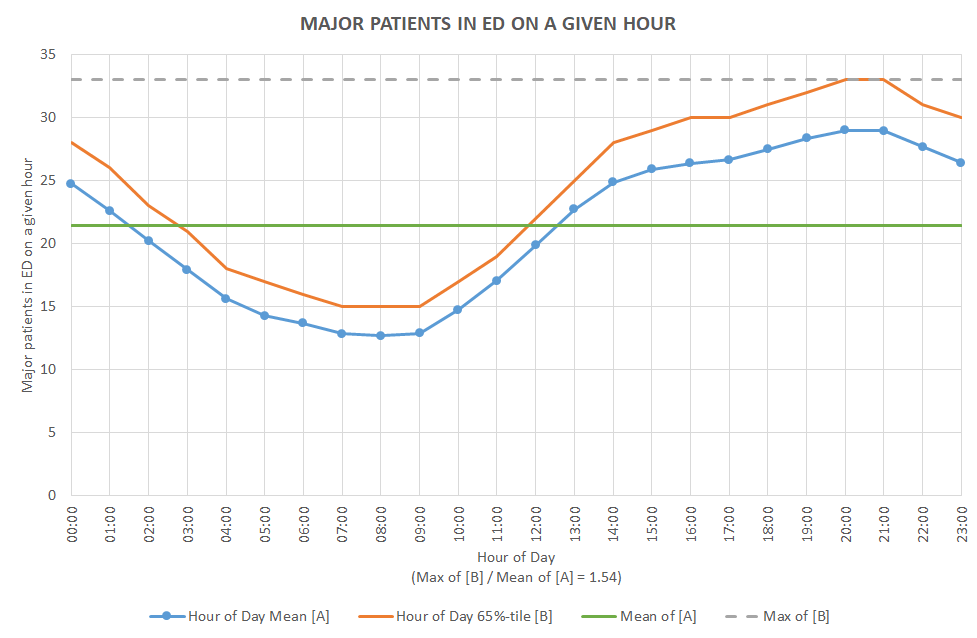 MAJOR PATIENTS IN ED ON A GIVEN HOUR
Major patients in ED on a given hour
35
30
25
20
15
10
5
0
00:00 01:00 02:00 03:00 04:00 05:00 06:00 07:00 08:00 09:00 10:00 11:00 12:00 13:00 14:00 15:00 16:00 17:00 18:00 19:00 20:00 21:00 22:00 23:00
Hour of Day
(Max of [B] / Mean of [A] = 1.54)
Hour of Day Mean [A] Hour of Day 65%-tile [B] Mean of [A] Max of [B]